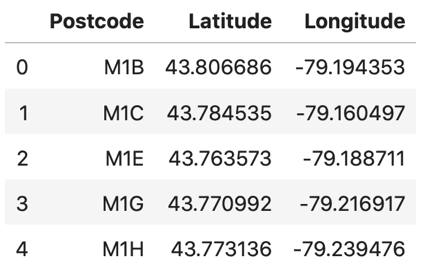 Postcode Latitude Longitude
0 M1B 43.806686 -79.194353
1 M1C 43.784535 -79.160497
2 M1E 43.763573 -79.188711
3 M1G 43.770992 -79.216917
4 M1H 43.773136 -79.239476